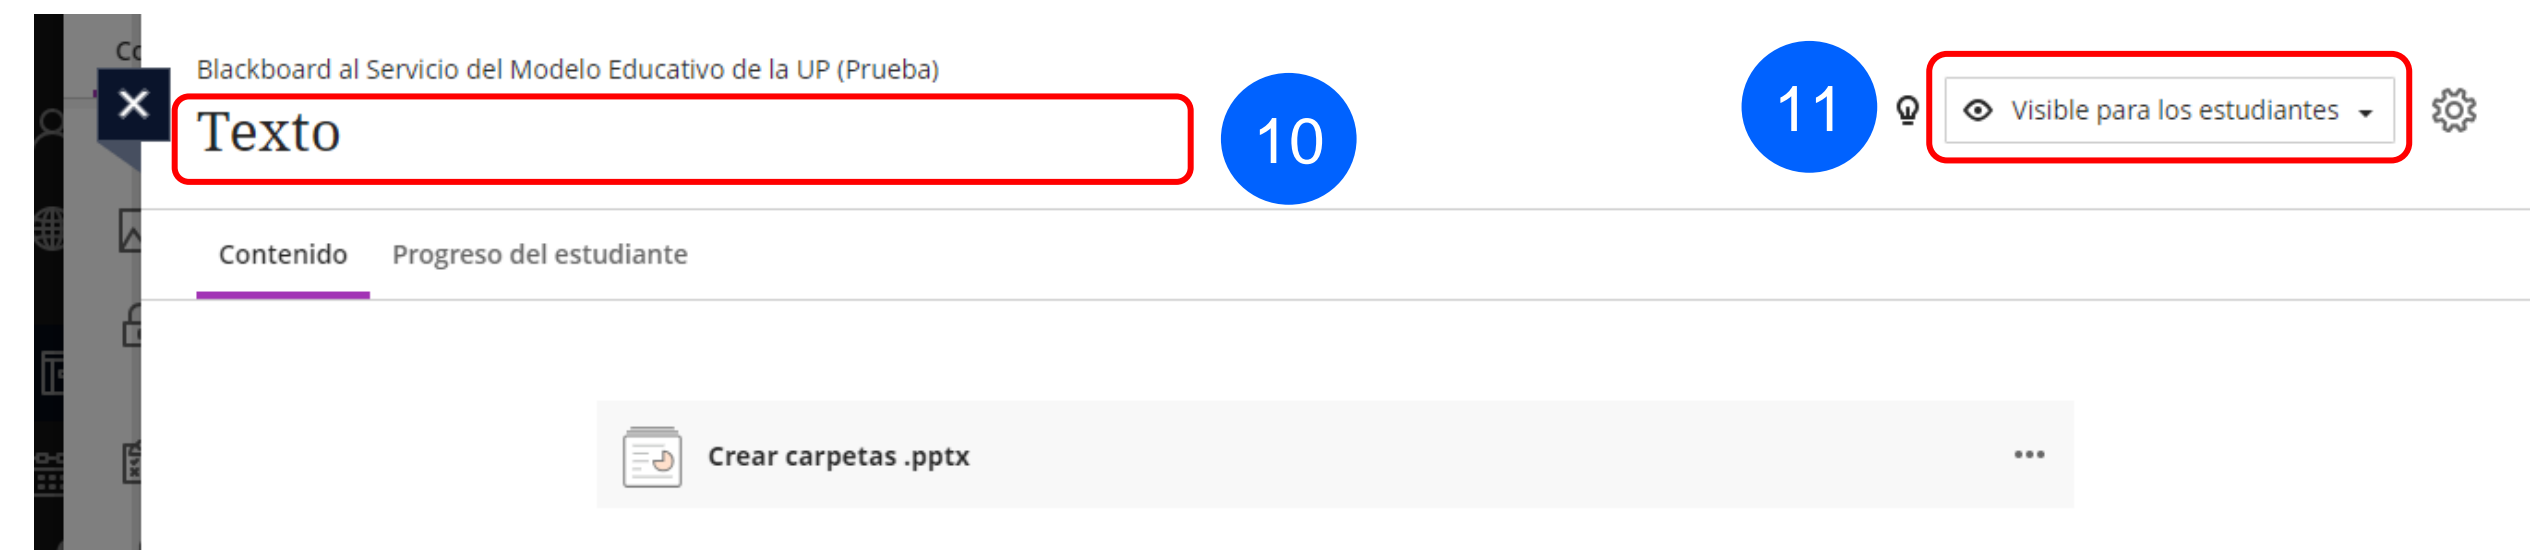 Co
Blackboard al Servicio del Modelo Educativo de la UP (Prueba)
Texto
10
11
Visible para los estudiantes
Contenido
Progreso del estudiante
Crear carpetas .pptx